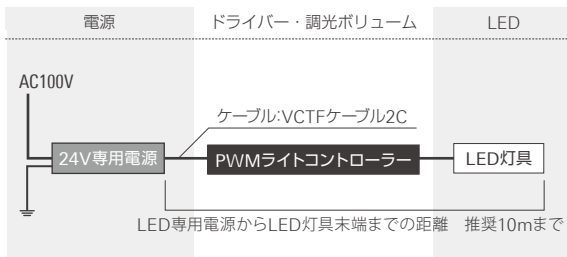 電源 ドライバー・調光ボリューム LED
AC100V
ケーブル:VCTFケーブル2C
24V専用電源 PWMライトコントローラー LED灯具
LED専用電源からLED灯具末端までの距離 推奨10mまで